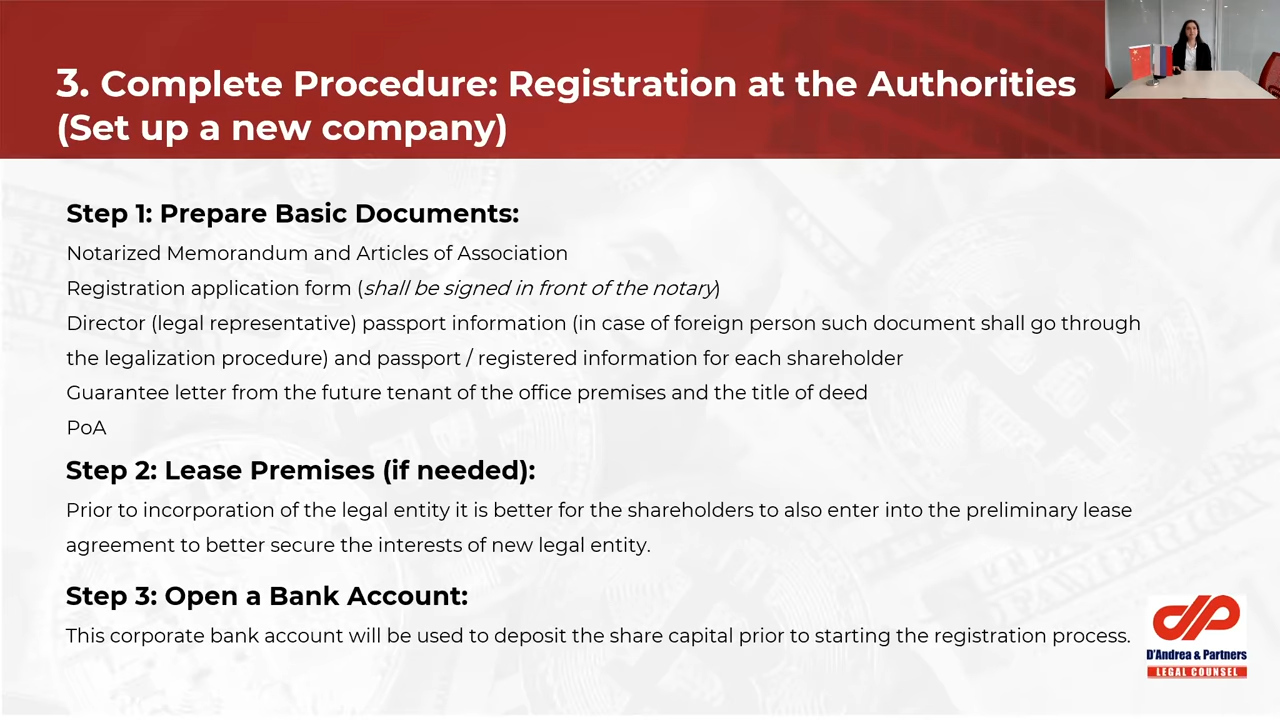 3. Complete Procedure: Registration at the Authorities
(Set up a new company)
Step 1: Prepare Basic Documents:
Notarized Memorandum and Articles of Association
Registration application form (shall be signed in front of the notary)
Director (legal representative) passport information (in case of foreign person such document shall go through
the legalization procedure) and passport / registered information for each shareholder
Guarantee letter from the future tenant of the office premises and the title of deed
PoA
Step 2: Lease Premises (if needed):
Prior to incorporation of the legal entity it is better for the shareholders to also enter into the preliminary lease
agreement to better secure the interests of new legal entity.
Step 3: Open a Bank Account:
This corporate bank account will be used to deposit the share capital prior to starting the registration process.
D'Andrea & Partners
LEGAL COUNSEL